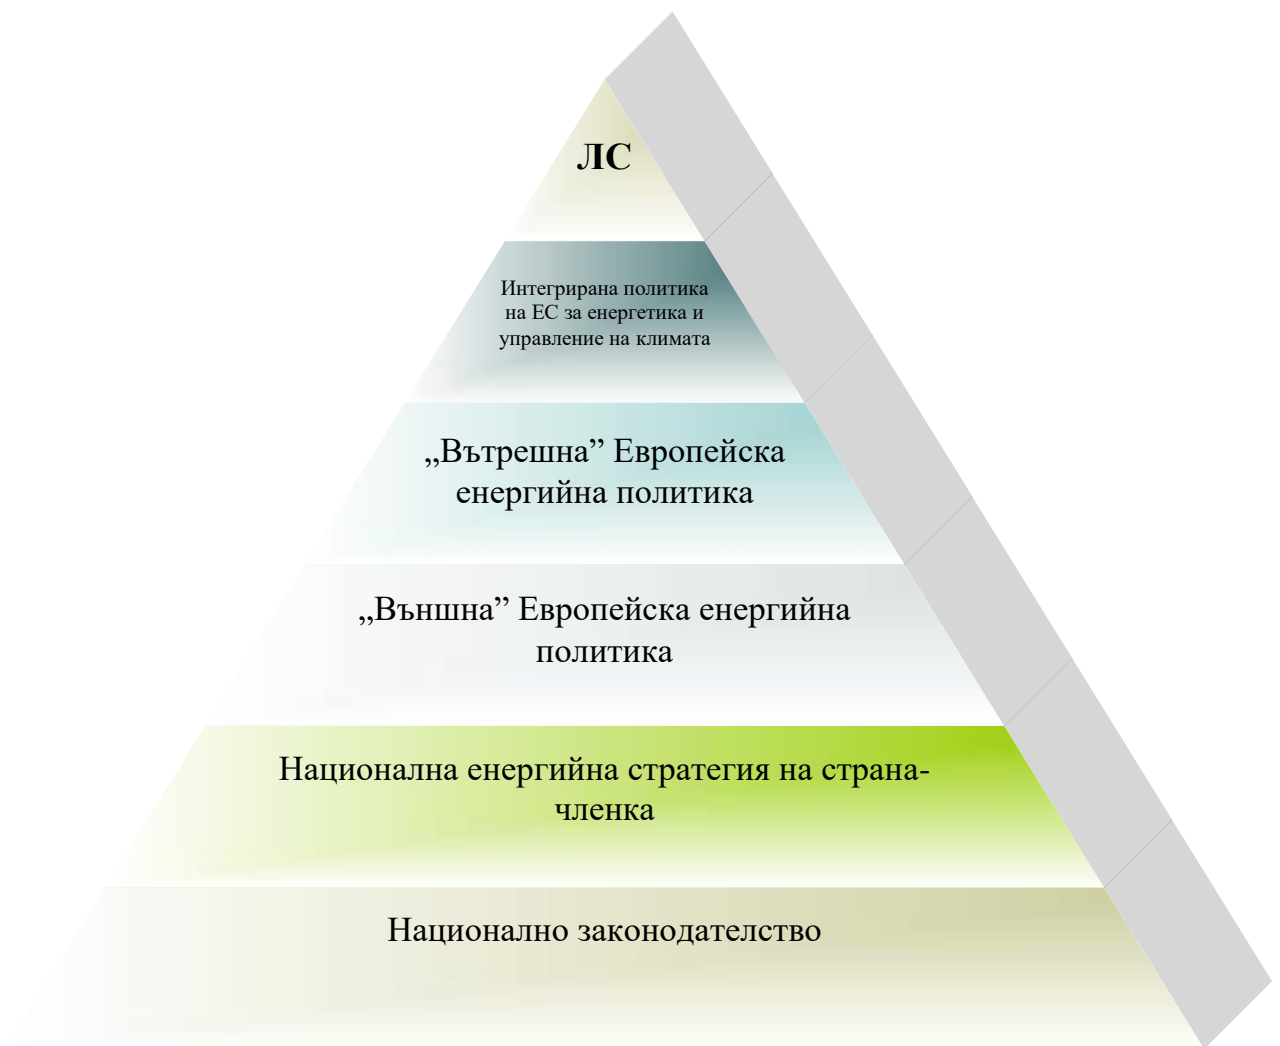 ЛС
Интегрирана политика
на ЕС за енергетика и
управление на климата
„Вътрешна” Европейска
енергийна политика
„Външна” Европейска енергийна
политика
Национална енергийна стратегия на страна-
членка
Национално законодателство